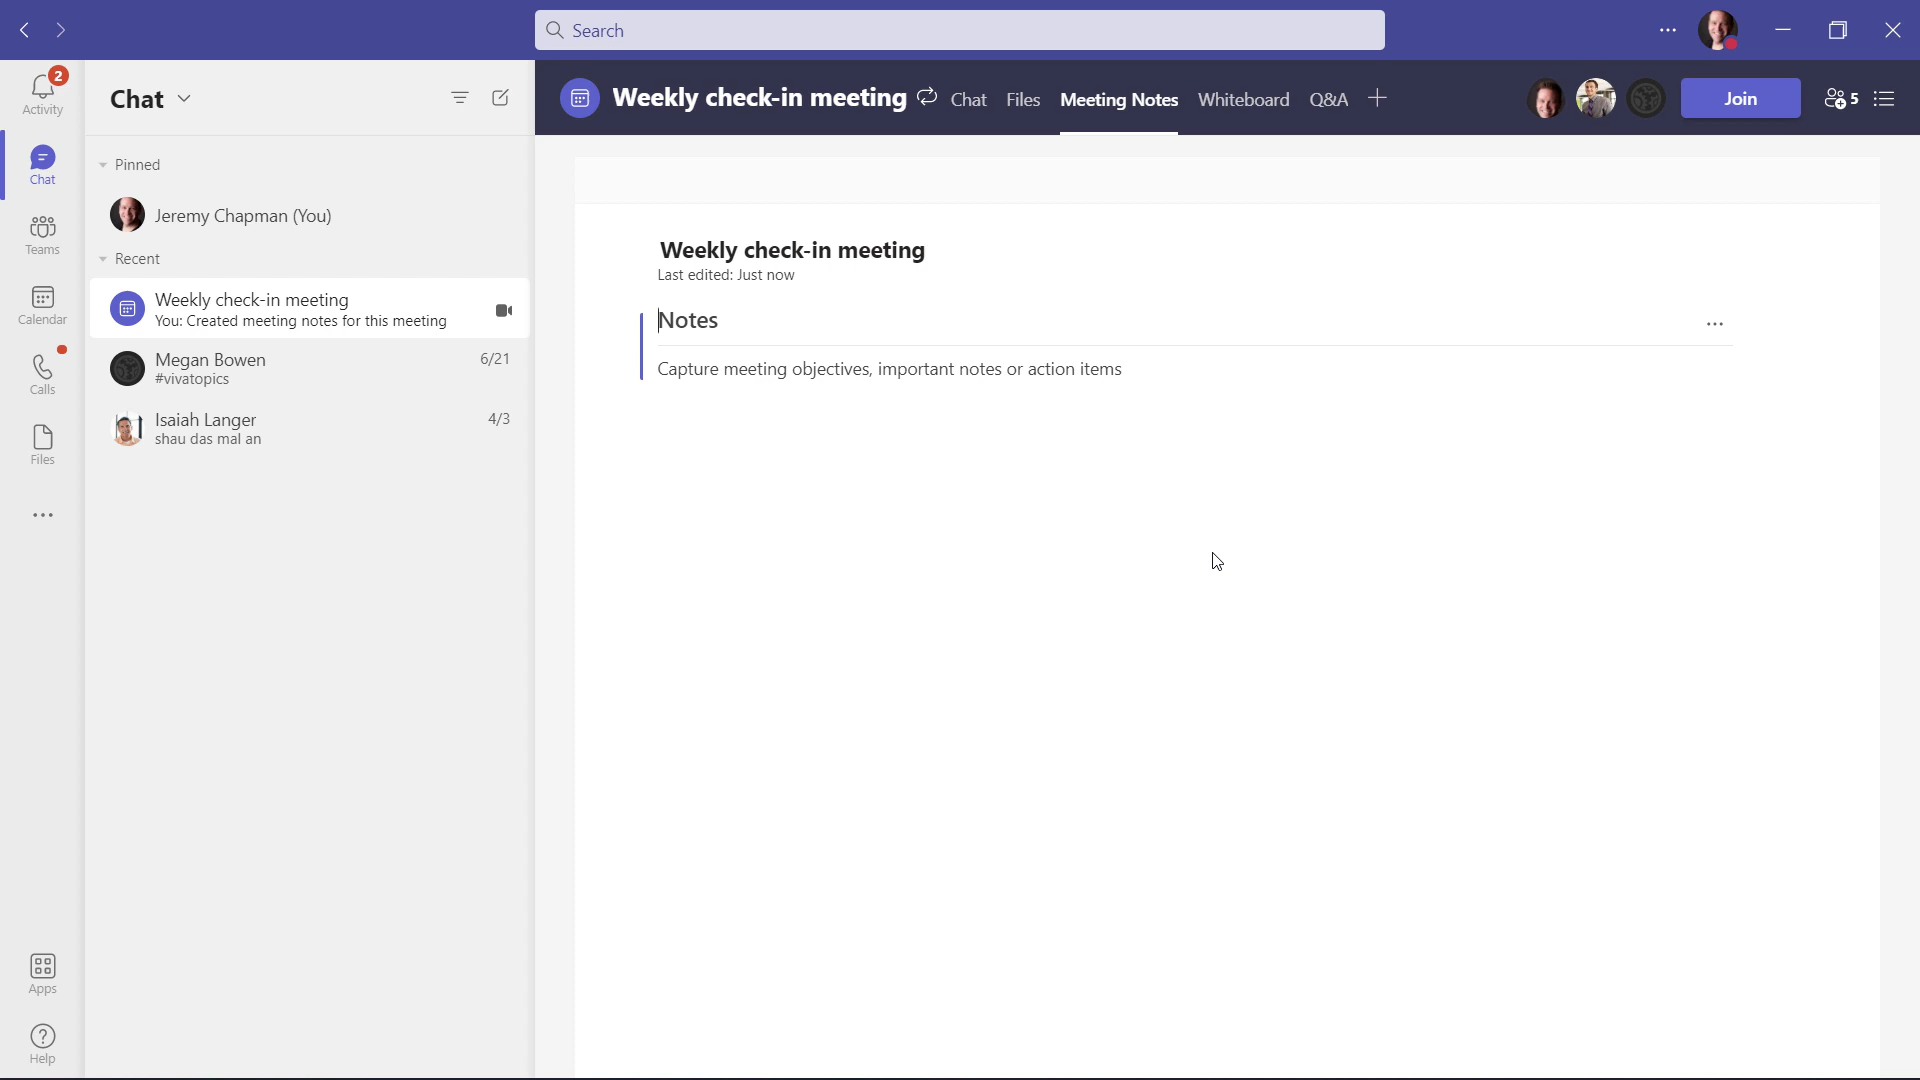 Search
2
Activity
Chat
Teams
Calendar
Calls
Files
Apps
Help
Chat
Pinned
Jeremy Chapman (You)
Recent
Weekly check-in meeting
You: Created meeting notes for this meeting
Megan Bowen 6/21
#vivatopics
Isaiah Langer 4/3
shau das mal an
Weekly check-in meeting Chat Files Meeting Notes Whiteboard Q&A Join 5
Weekly check-in meeting
Last edited: Just now
Notes
Capture meeting objectives, important notes or action items